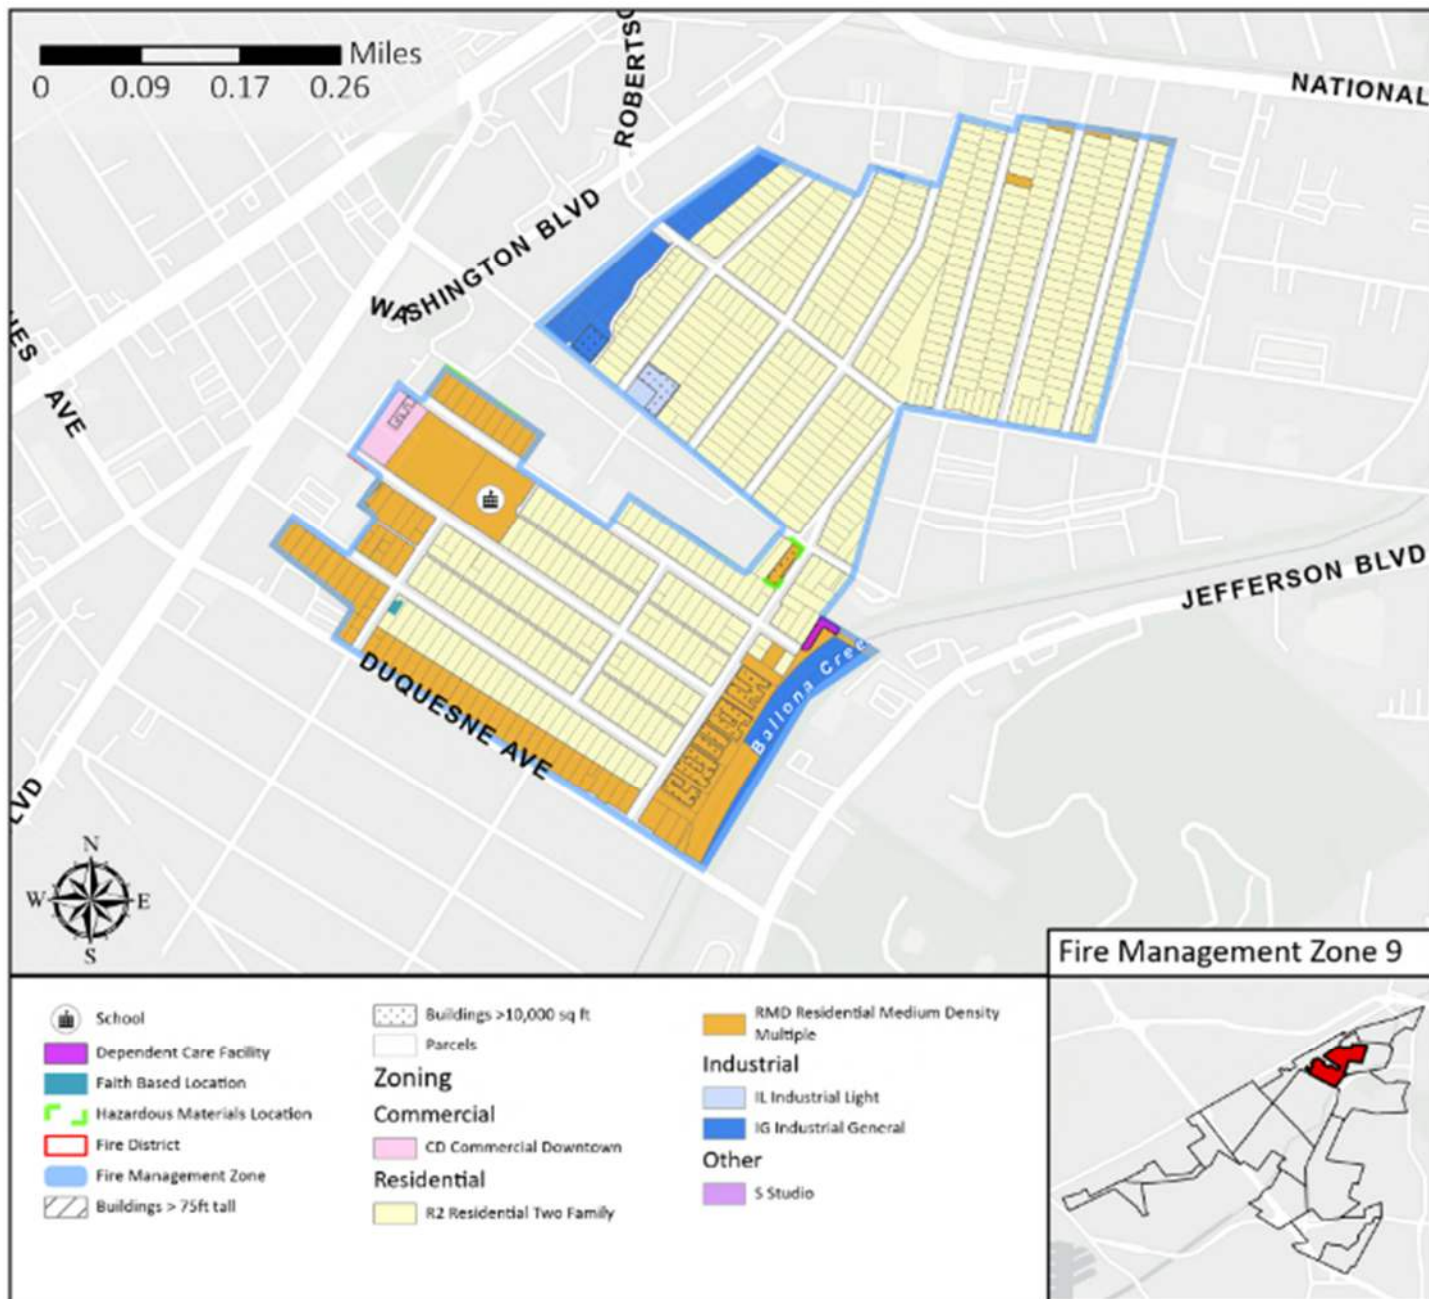 Miles
0 0.09 0.17 0.26
ROBERTSO
NATIONAL
WASHINGTON BLVD
AVE
JEFFERSON BLVD
Ballona Cree
DUQUESNE AVE
LVD
N
W E
S
Fire Management Zone 9
School
Dependent Care Facility
Faith Based Location
Hazardous Materials Location
Fire District
Fire Management Zone
Buildings > 75ft tall
Buildings >10,000 sq ft
Parcels
Zoning
Commercial
CD Commercial Downtown
Residential
R2 Residential Two Family
RMD Residential Medium Density
Multiple
Industrial
IL Industrial Light
IG Industrial General
Other
S Studio